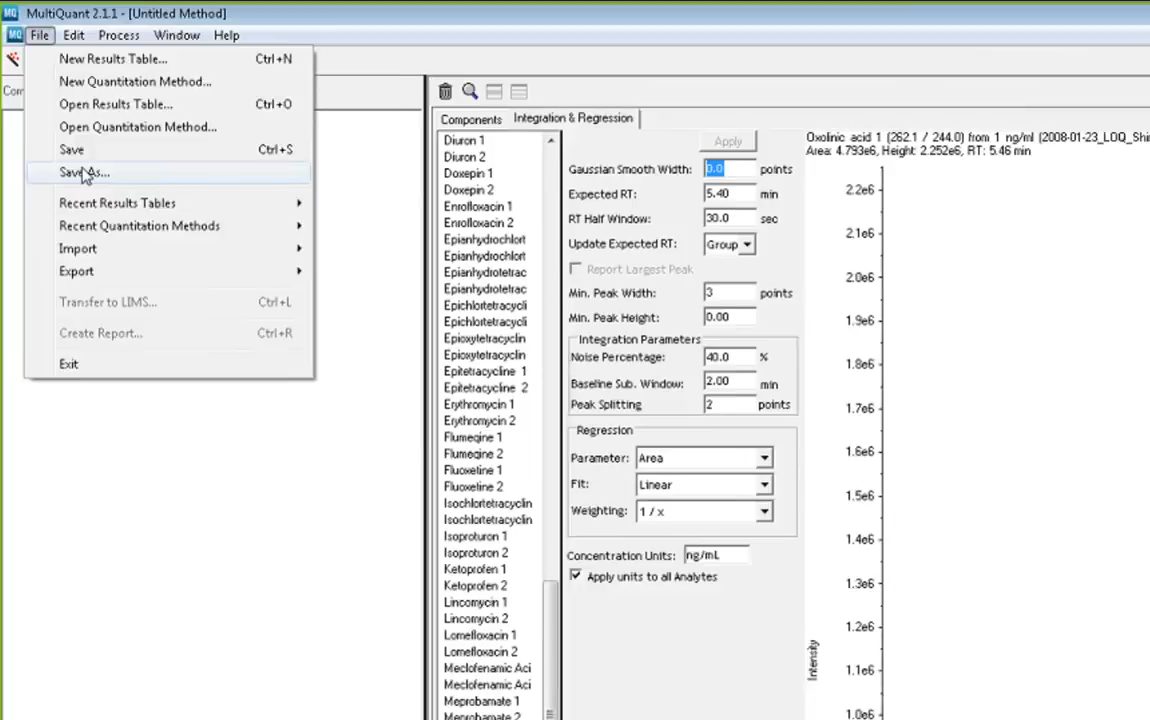 MQ MultiQuant 2.1.1 - [Untitled Method]
MQ File Edit Process Window Help
New Results Table... Ctrl+N
New Quantitation Method...
Open Results Table... Ctrl+O
Open Quantitation Method...
Save Ctrl+S
Save As...
Recent Results Tables
Recent Quantitation Methods
Import
Export
Transfer to LIMS... Ctrl+L
Create Report... Ctrl+R
Exit
Com
Components Integration & Regression
Diuron 1
Diuron 2
Doxepin 1
Doxepin 2
Enrofloxacin 1
Enrofloxacin 2
Epianhydrochlort
Epianhydrochlort
Epianhydrotetrac
Epianhydrotetrac
Epichlortetracycli
Epichlortetracycli
Epioxytetracyclin
Epioxytetracyclin
Epitetracycline 1
Epitetracycline 2
Erythromycin 1
Erythromycin 2
Flumeqine 1
Flumeqine 2
Fluoxetine 1
Fluoxetine 2
Isochlortetracyclin
Isochlortetracyclin
Isoproturon 1
Isoproturon 2
Ketoprofen 1
Ketoprofen 2
Lincomycin 1
Lincomycin 2
Lomefloxacin 1
Lomefloxacin 2
Meclofenamic Aci
Meclofenamic Aci
Meprobamate 1
Meprobamate 2
Apply
Gaussian Smooth Width: 0.0 points
Expected RT: 5.40 min
RT Half Window: 30.0 sec
Update Expected RT: Group
Report Largest Peak
Min. Peak Width: 3 points
Min. Peak Height: 0.00
Integration Parameters
Noise Percentage: 40.0 %
Baseline Sub. Window: 2.00 min
Peak Splitting 2 points
Regression
Parameter: Area
Fit: Linear
Weighting: 1 / x
Concentration Units: ng/mL
Apply units to all Analytes
Oxolinic acid 1 (262.1 / 244.0) from 1 ng/ml (2008-01-23_LOQ_Shi
Area: 4.793e6, Height: 2.252e6, RT: 5.46 min
2.2e6
2.1e6
2.0e6
1.9e6
1.8e6
1.7e6
1.6e6
1.5e6
1.4e6
1.3e6
1.2e6
1.1e6
1.0e6
Intensity